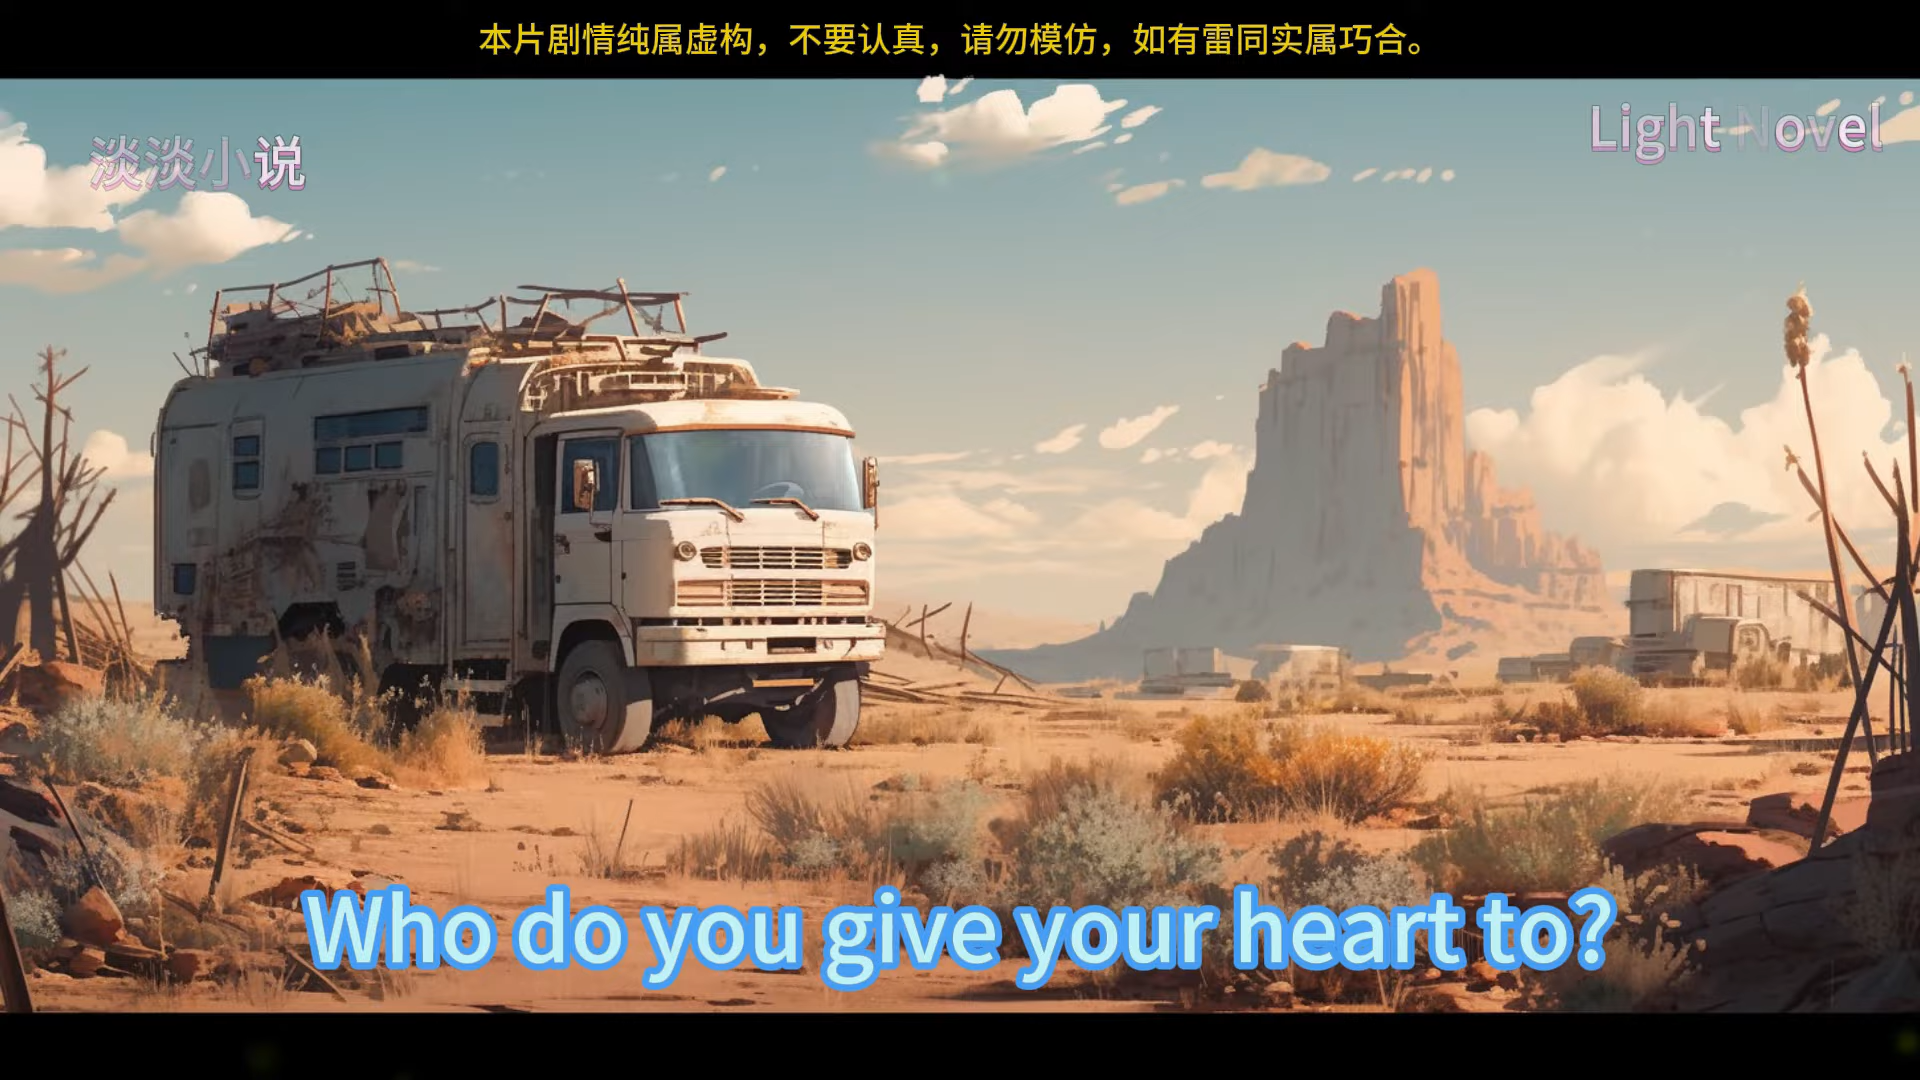 本片剧情纯属虚构，不要认真，请勿模仿，如有雷同实属巧合。
淡淡小说
Light Novel
Who do you give your heart to?